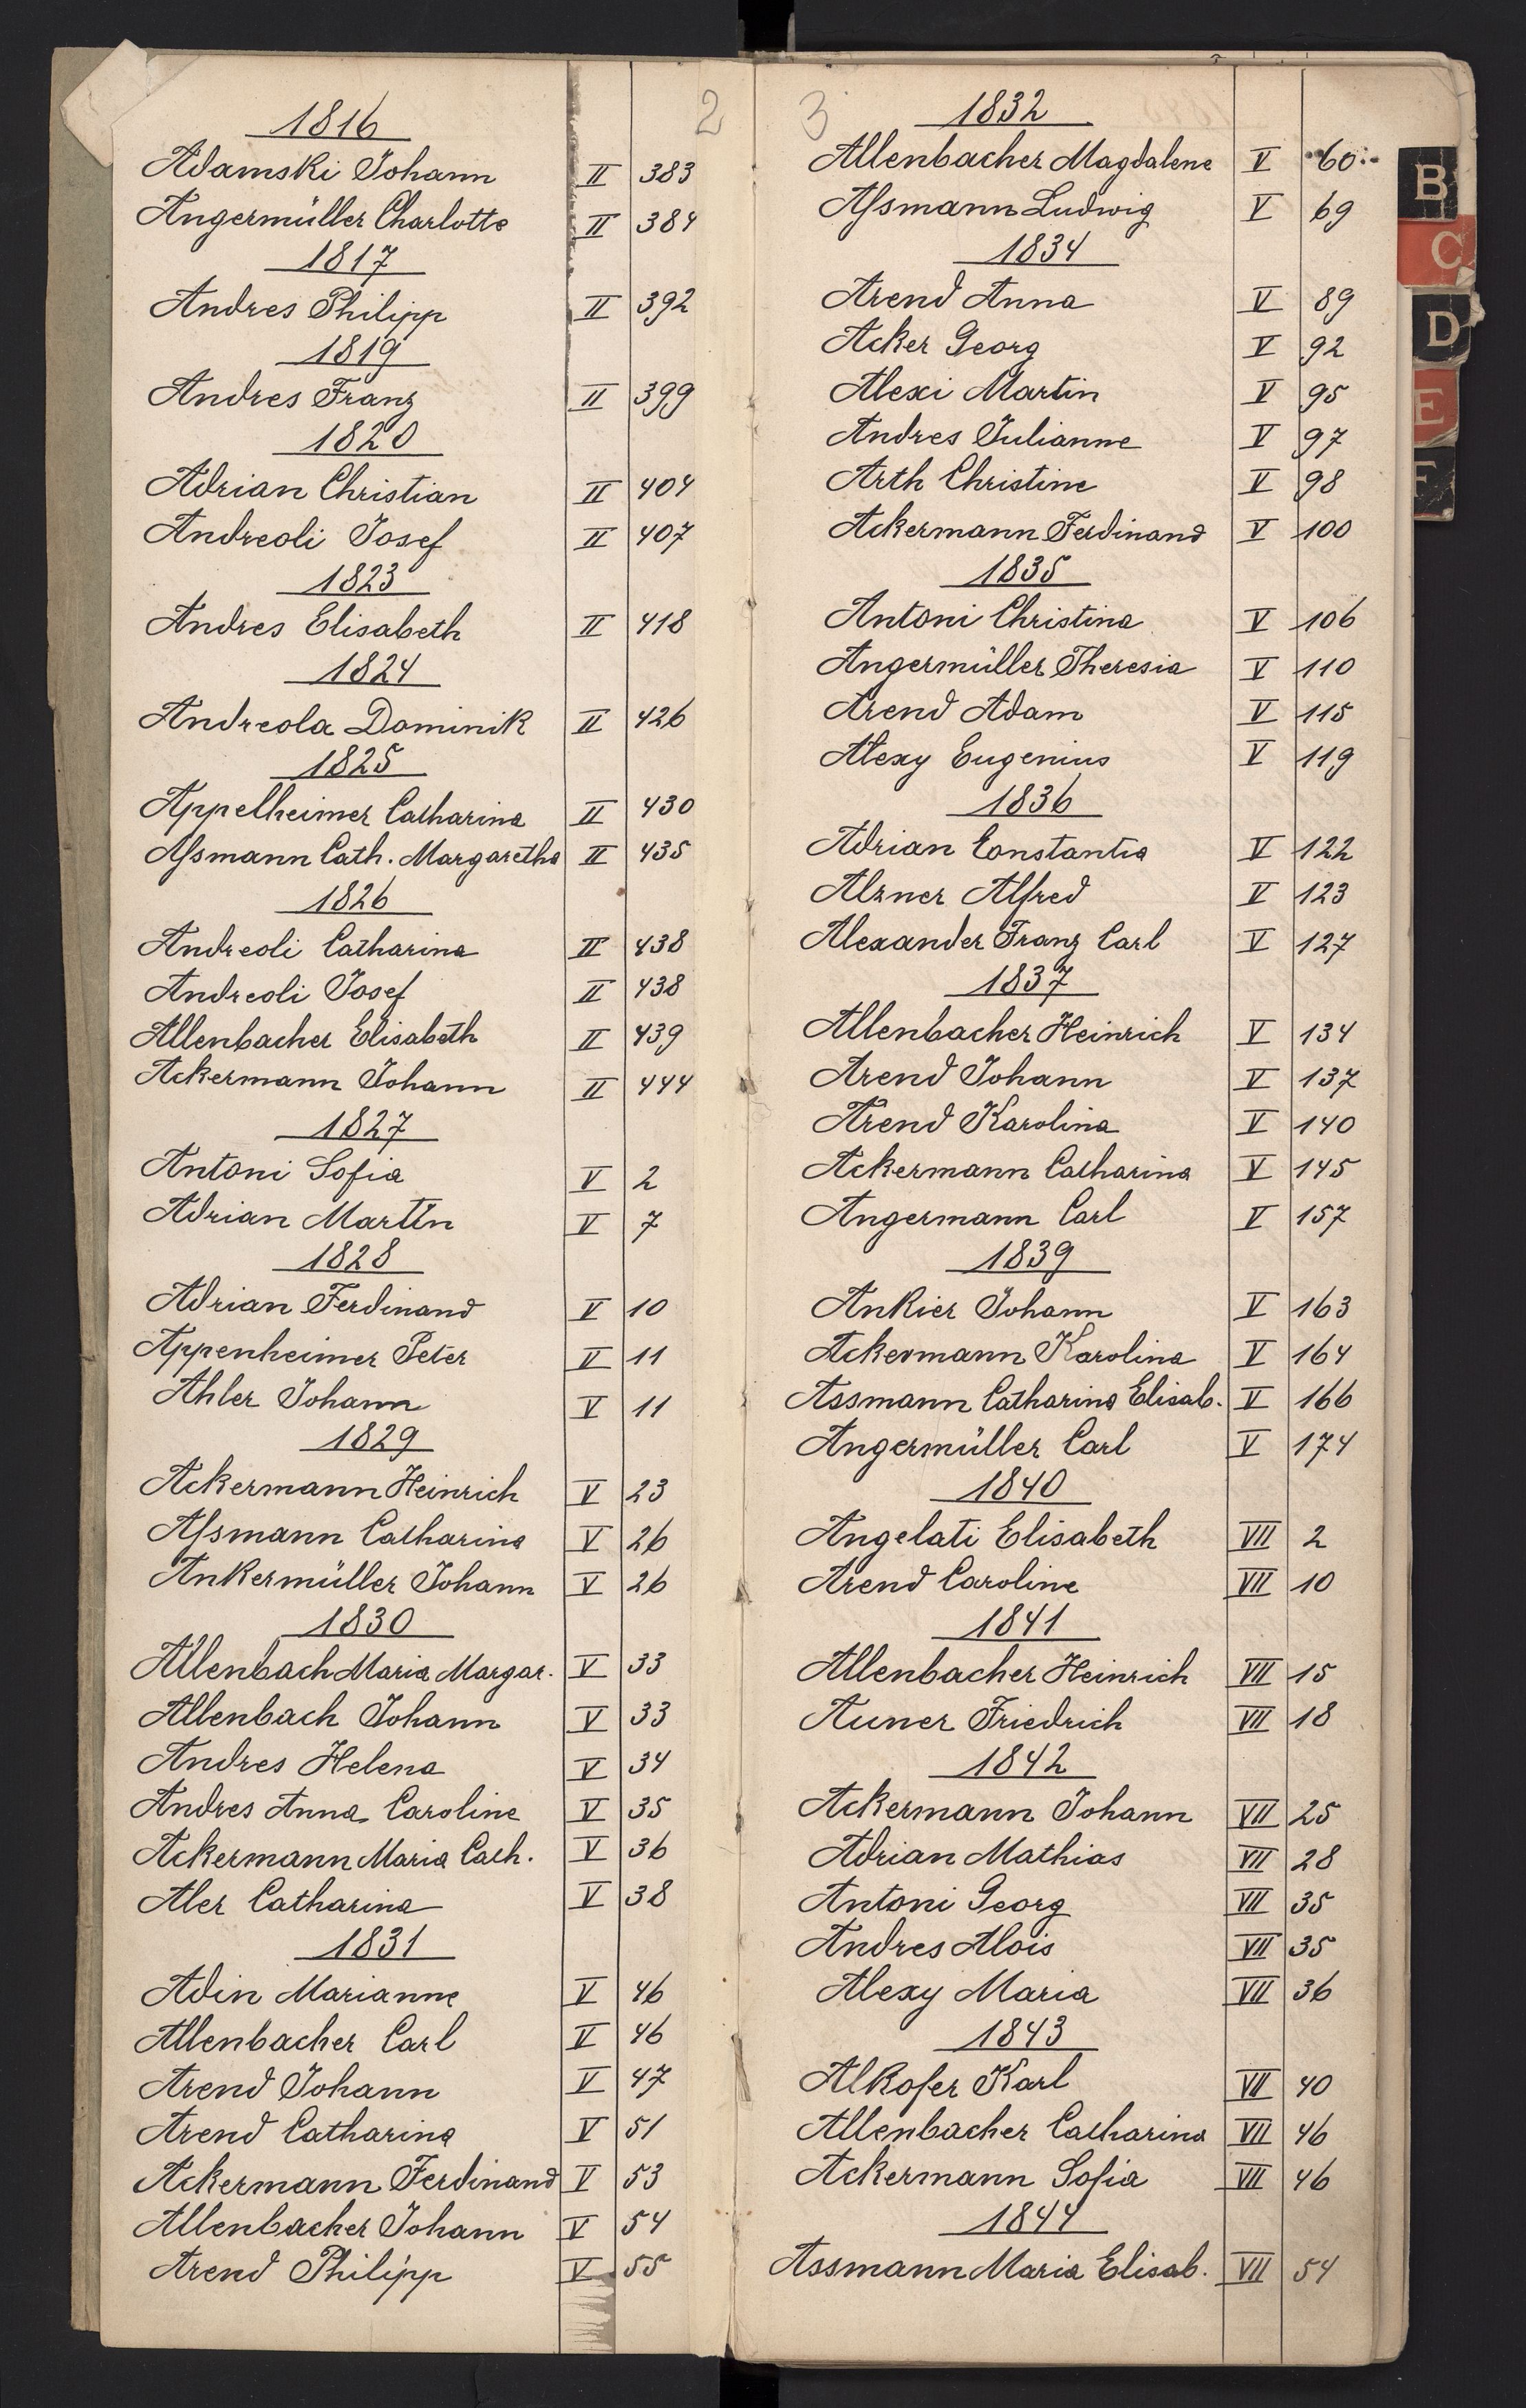 2
1816
Adamski Johann II 383
Angermüller Charlotte II 384
1817
Andres Philipp II 392
1819
Andres Franz II 399
1820
Adrian Christian II 404
Andreoli Josef II 407
1823
Andres Elisabeth II 418
1824
Andreola Dominik II 426
1825
Appelheimer Catharina II 430
Aſsmann Cath. Margaretha II 435
1826
Andreoli Catharina II 438
Andreoli Josef II 438
Allenbacher Elisabeth II 439
Ackermann Johann II 444
1827
Antoni Sofia V 2
Adrian Martin V 7
1828
Adrian Ferdinand V 10
Appenheimer Peter V 11
Ahler Johann V 11
1829
Ackermann Heinrich V 23
Aſsmann Catharina V 26
Ankermüller Johann V 26
1830
Allenbach Maria Margar. V 33
Allenbach Johann V 33
Andres Helena V 34
Andres Anna Caroline V 35
Ackermann Maria Cath. V 36
Aler Catharina V 38
1831
Adin Marianne V 46
Allenbacher Carl V 46
Arend Johann V 47
Arend Catharina V 51
Ackermann Ferdinand V 53
Allenbacher Johann V 54
Arend Philipp V 55
3
1832
Allenbacher Magdalene V 60
Aſsmann Ludwig V 69
1834
Arend Anna V 89
Acker Georg V 92
Alexi Martin V 95
Andres Julianne V 97
Arth Christine V 98
Ackermann Ferdinand V 100
1835
Antoni Christina V 106
Angermüller Theresia V 110
Arend Adam V 115
Alexy Eugenius V 119
1836
Adrian Constantia V 122
Alzner Alfred V 123
Alexander Franz Carl V 127
1837
Allenbacher Heinrich V 134
Arend Johann V 137
Arend Karolina V 140
Ackermann Catharina V 145
Angermann Carl V 157
1839
Ankier Johann V 163
Ackermann Karolina V 164
Assmann Catharina Elisab. V 166
Angermüller Carl V 174
1840
Angelati Elisabeth VII 2
Arend Caroline VII 10
1841
Allenbacher Heinrich VII 15
Auner Friedrich VII 18
1842
Ackermann Johann VII 25
Adrian Mathias VII 28
Antoni Georg VII 35
Andres Alois VII 35
Alexy Maria VII 36
1843
Alkofer Karl VII 40
Allenbacher Catharina VII 46
Ackermann Sofia VII 46
1844
Assmann Maria Elisab. VII 54
B
C
D
E
F